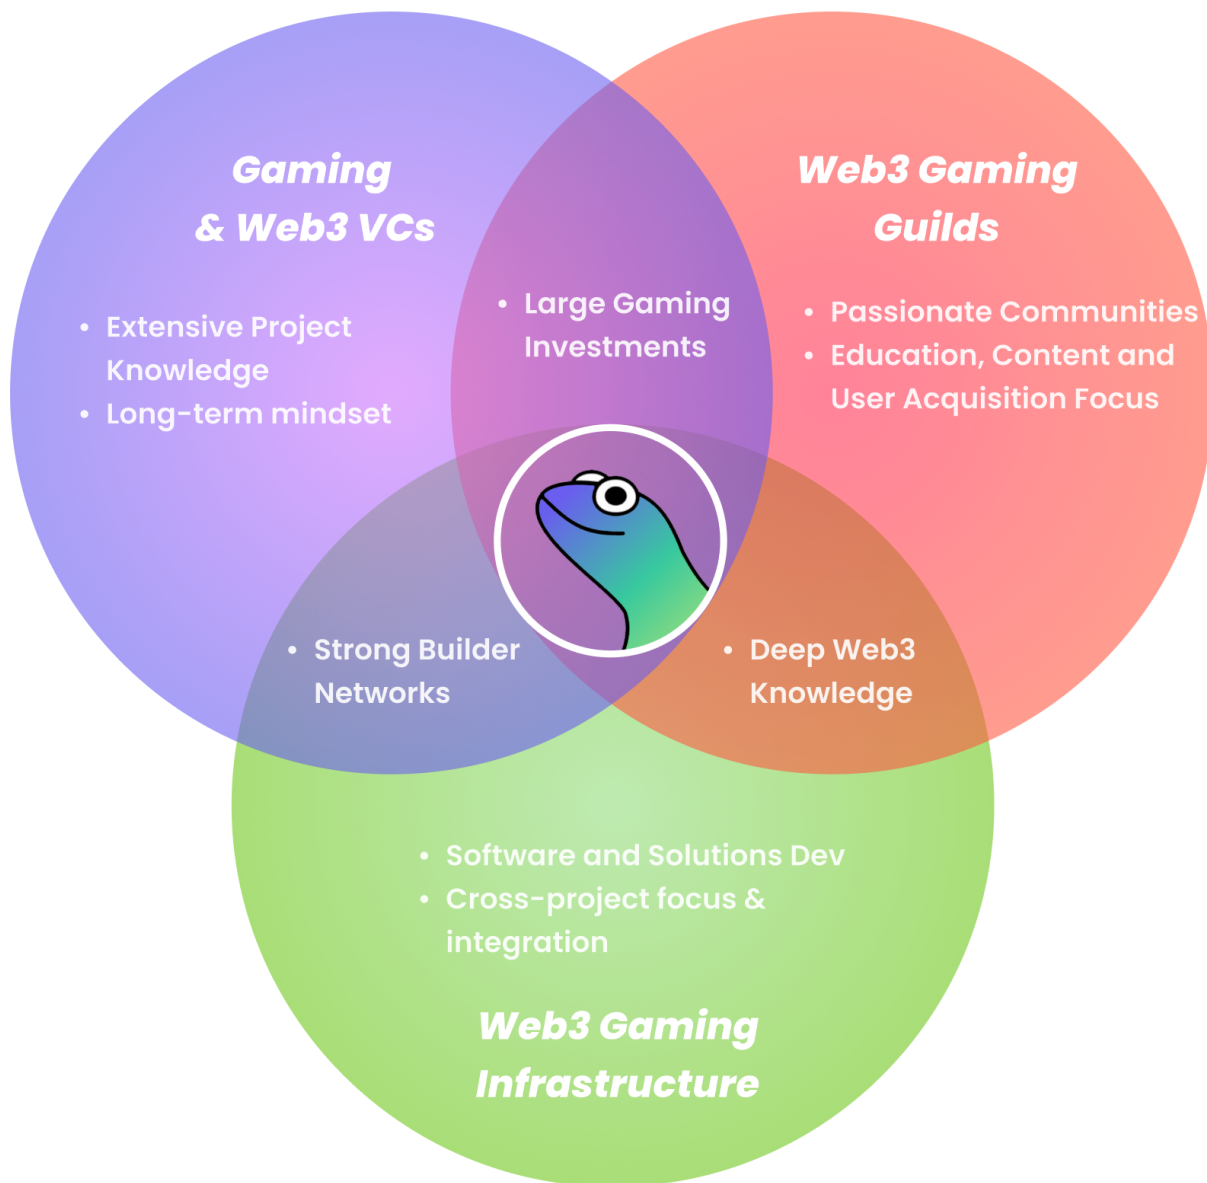 Gaming
& Web3 VCs
• Extensive Project
Knowledge
• Long-term mindset
• Large Gaming
Investments
Web3 Gaming
Guilds
• Passionate Communities
• Education, Content and
User Acquisition Focus
• Strong Builder
Networks
• Deep Web3
Knowledge
• Software and Solutions Dev
• Cross-project focus &
integration
Web3 Gaming
Infrastructure